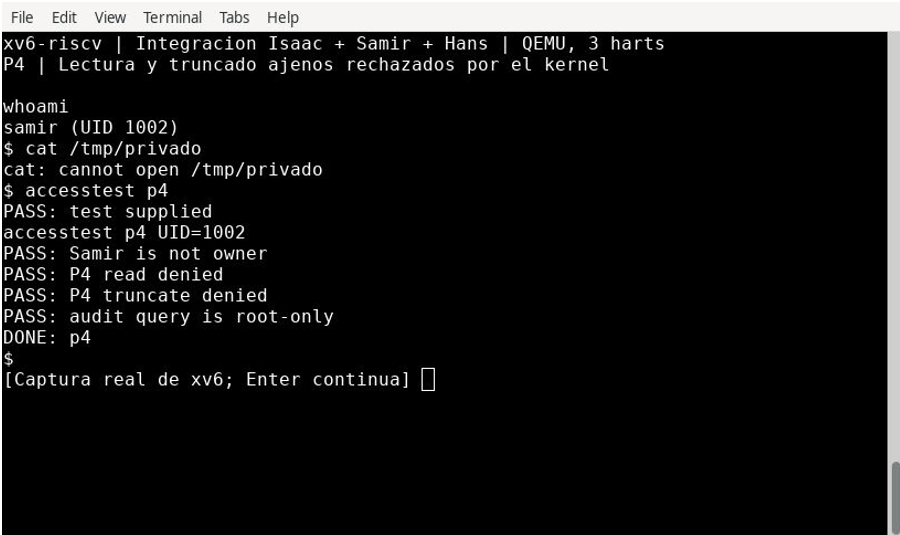 File Edit View Terminal Tabs Help
xv6-riscv | Integracion Isaac + Samir + Hans | QEMU, 3 harts
P4 | Lectura y truncado ajenos rechazados por el kernel
whoami
samir (UID 1002)
$ cat /tmp/privado
cat: cannot open /tmp/privado
$ accesstest p4
PASS: test supplied
accesstest p4 UID=1002
PASS: Samir is not owner
PASS: P4 read denied
PASS: P4 truncate denied
PASS: audit query is root-only
DONE: p4
$
[Captura real de xv6; Enter continua]